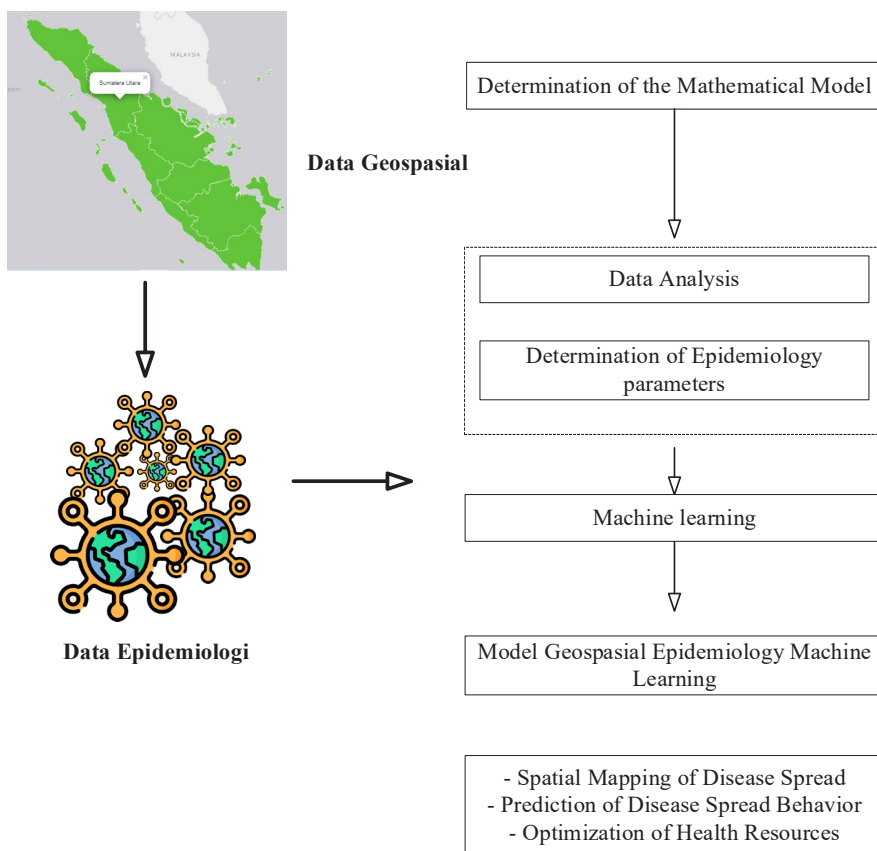 MALAYSIA
Sumatera Utara
Data Geospasial
Data Epidemiologi
Determination of the Mathematical Model
Data Analysis
Determination of Epidemiology
parameters
Machine learning
Model Geospasial Epidemiology Machine
Learning
- Spatial Mapping of Disease Spread
- Prediction of Disease Spread Behavior
- Optimization of Health Resources